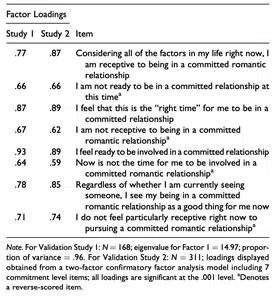 Factor Loadings
Study 1 Study 2 Item
.77 .87 Considering all of the factors in my life right now, I
am receptive to being in a committed romantic
relationship
.66 .66 I am not ready to be in a committed relationship at
this timeᵃ
.87 .89 I feel that this is the “right time” for me to be in a
committed relationship
.67 .62 I am not receptive to being in a committed
romantic relationshipᵃ
.93 .89 I feel ready to be involved in a committed relationship
.64 .59 Now is not the time for me to be involved in a
committed romantic relationshipᵃ
.78 .85 Regardless of whether I am currently seeing
someone, I see my being in a committed
romantic relationship as a good thing for me now
.71 .74 I do not feel particularly receptive right now to
pursuing a committed romantic relationshipᵃ
Note. For Validation Study 1: N = 168; eigenvalue for Factor 1 = 14.97; propor-
tion of variance = .96. For Validation Study 2: N = 311; loadings displayed
obtained from a two-factor confirmatory factor analysis model including 7
commitment level items; all loadings are significant at the .001 level. ᵃDenotes
a reverse-scored item.